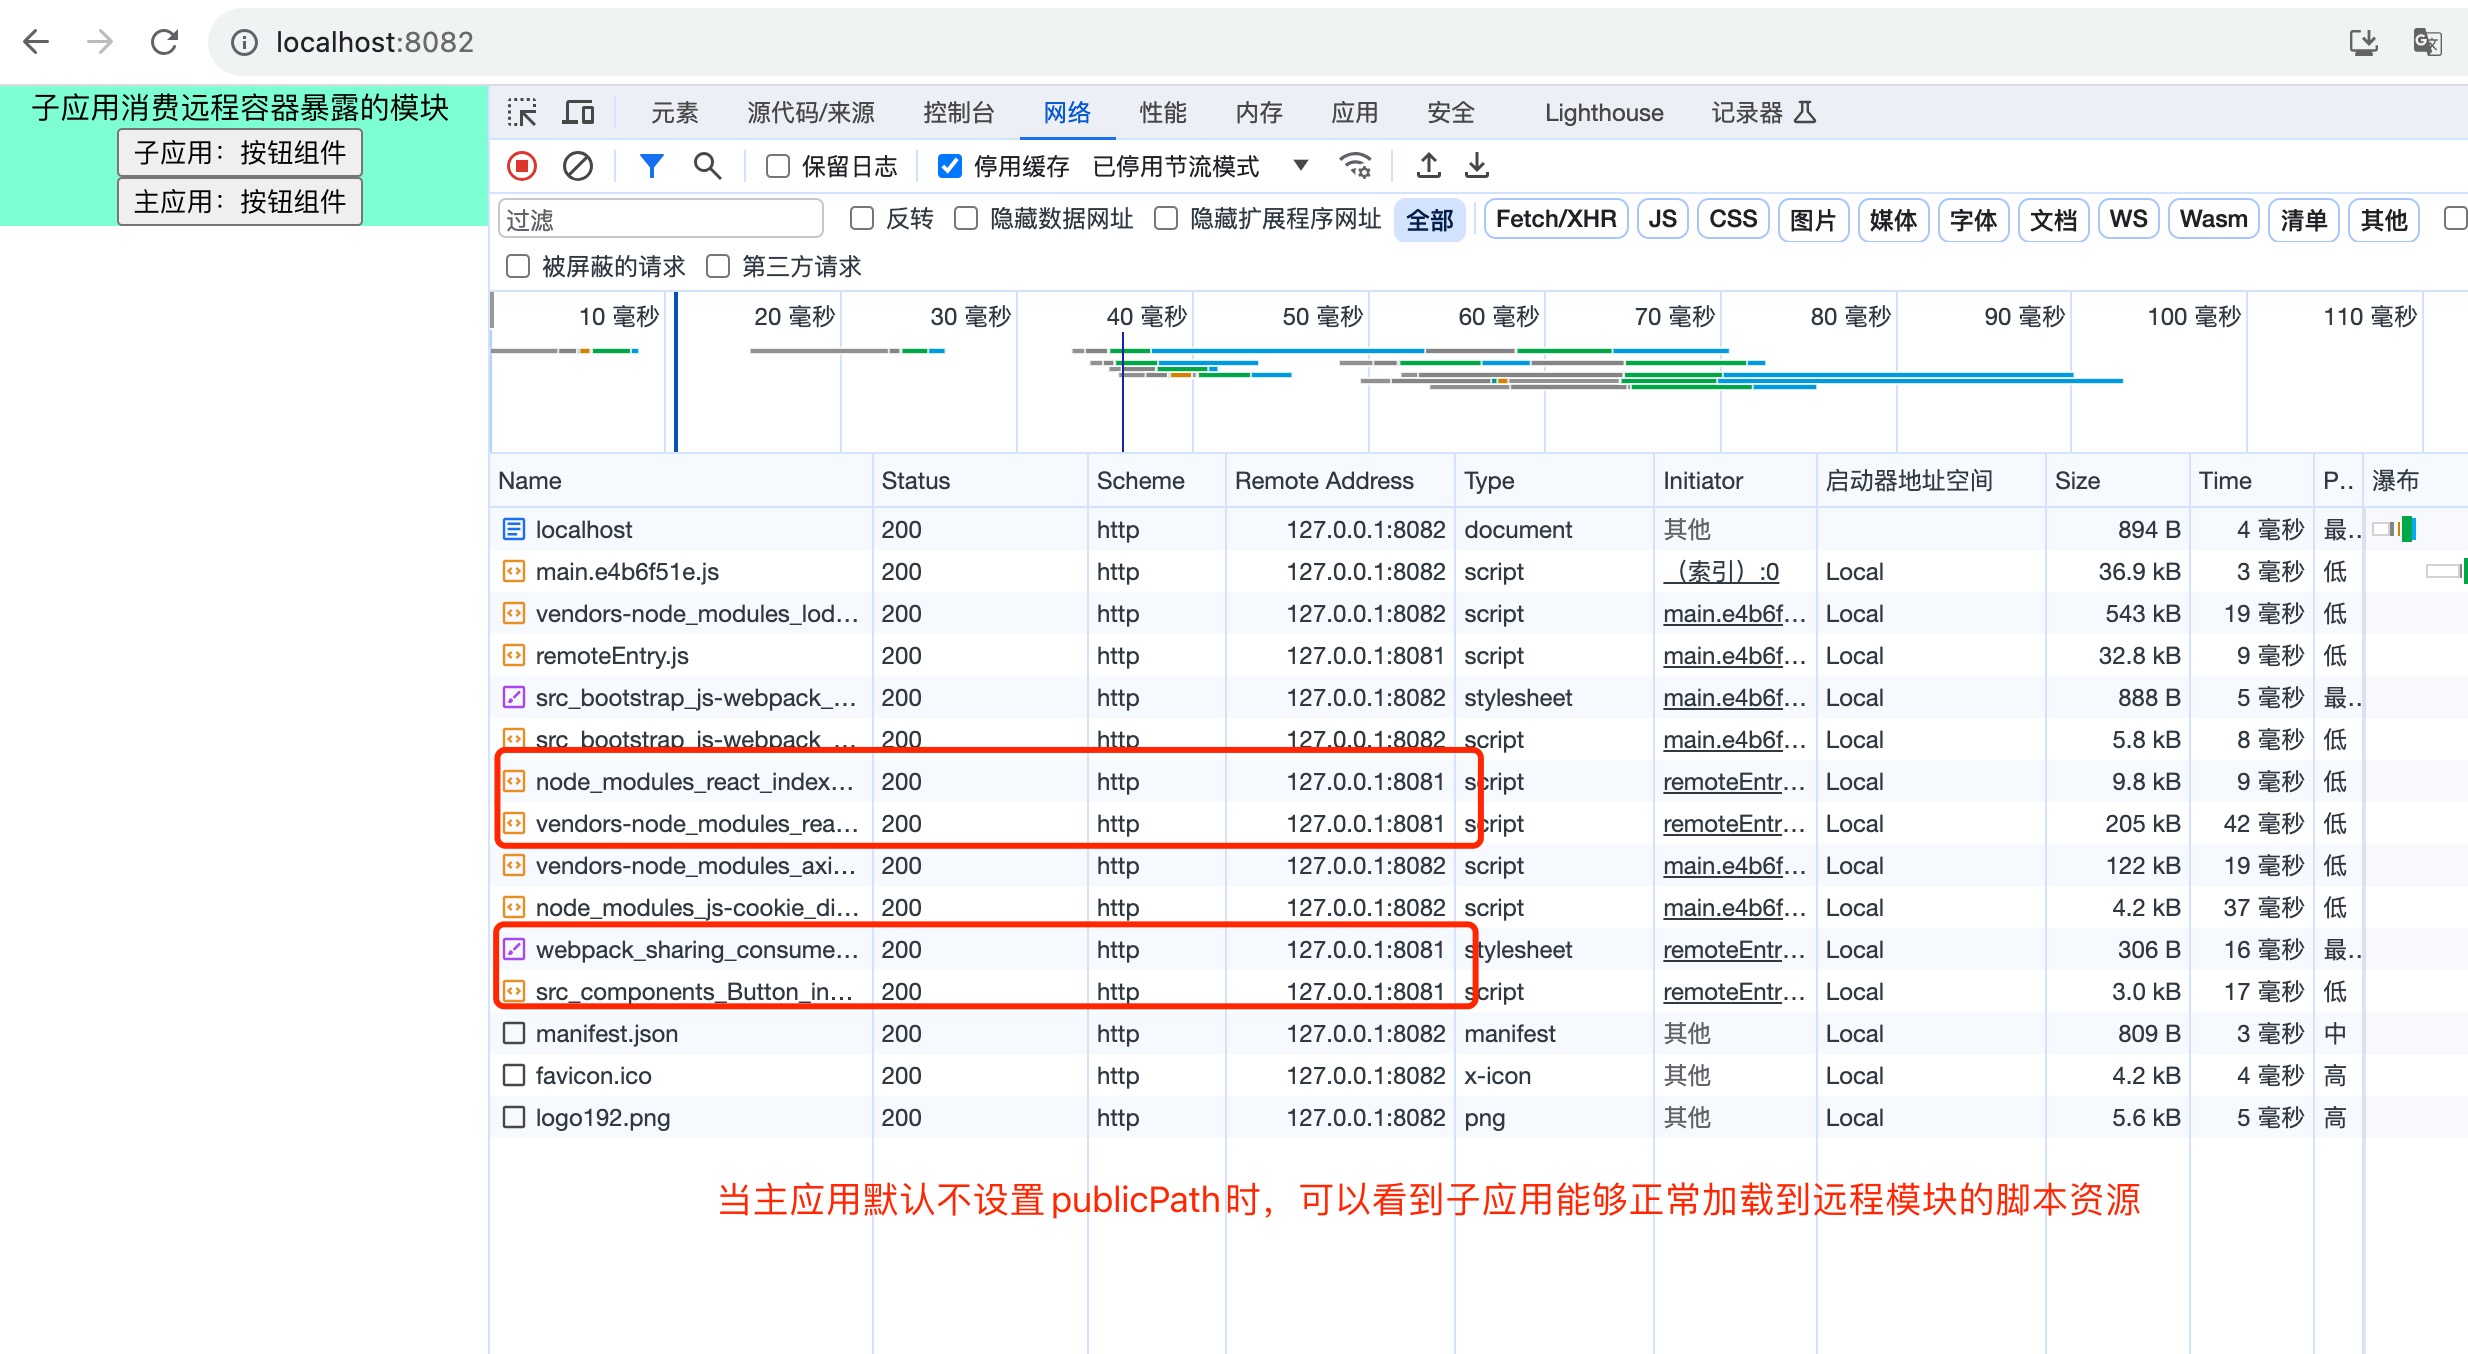 localhost:8082
子应用消费远程容器暴露的模块
子应用：按钮组件
主应用：按钮组件
元素 源代码/来源 控制台 网络 性能 内存 应用 安全 Lighthouse 记录器
保留日志 停用缓存 已停用节流模式
过滤 反转 隐藏数据网址 隐藏扩展程序网址 全部 Fetch/XHR JS CSS 图片 媒体 字体 文档 WS Wasm 清单 其他
被屏蔽的请求 第三方请求
10 毫秒 20 毫秒 30 毫秒 40 毫秒 50 毫秒 60 毫秒 70 毫秒 80 毫秒 90 毫秒 100 毫秒 110 毫秒
Name Status Scheme Remote Address Type Initiator 启动器地址空间 Size Time P.. 瀑布
localhost 200 http 127.0.0.1:8082 document 其他 894 B 4 毫秒 最..
main.e4b6f51e.js 200 http 127.0.0.1:8082 script （索引）:0 Local 36.9 kB 3 毫秒 低
vendors-node_modules_lod... 200 http 127.0.0.1:8082 script main.e4b6f... Local 543 kB 19 毫秒 低
remoteEntry.js 200 http 127.0.0.1:8081 script main.e4b6f... Local 32.8 kB 9 毫秒 低
src_bootstrap_js-webpack_... 200 http 127.0.0.1:8082 stylesheet main.e4b6f... Local 888 B 5 毫秒 最..
src_bootstrap_js-webpack_... 200 http 127.0.0.1:8082 script main.e4b6f... Local 5.8 kB 8 毫秒 低
node_modules_react_index... 200 http 127.0.0.1:8081 script remoteEntr... Local 9.8 kB 9 毫秒 低
vendors-node_modules_rea... 200 http 127.0.0.1:8081 script remoteEntr... Local 205 kB 42 毫秒 低
vendors-node_modules_axi... 200 http 127.0.0.1:8082 script main.e4b6f... Local 122 kB 19 毫秒 低
node_modules_js-cookie_di... 200 http 127.0.0.1:8082 script main.e4b6f... Local 4.2 kB 37 毫秒 低
webpack_sharing_consume... 200 http 127.0.0.1:8081 stylesheet remoteEntr... Local 306 B 16 毫秒 最..
src_components_Button_in... 200 http 127.0.0.1:8081 script remoteEntr... Local 3.0 kB 17 毫秒 低
manifest.json 200 http 127.0.0.1:8082 manifest 其他 Local 809 B 3 毫秒 中
favicon.ico 200 http 127.0.0.1:8082 x-icon 其他 Local 4.2 kB 4 毫秒 高
logo192.png 200 http 127.0.0.1:8082 png 其他 Local 5.6 kB 5 毫秒 高
当主应用默认不设置publicPath时，可以看到子应用能够正常加载到远程模块的脚本资源